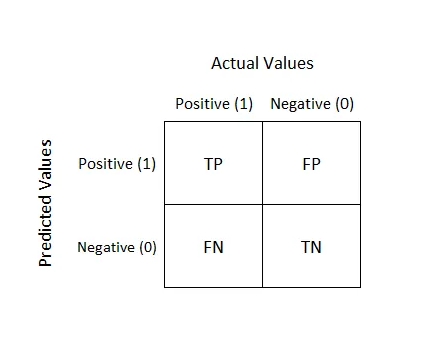 Actual Values
Positive (1) Negative (0)
Predicted Values
Positive (1) TP FP
Negative (0) FN TN